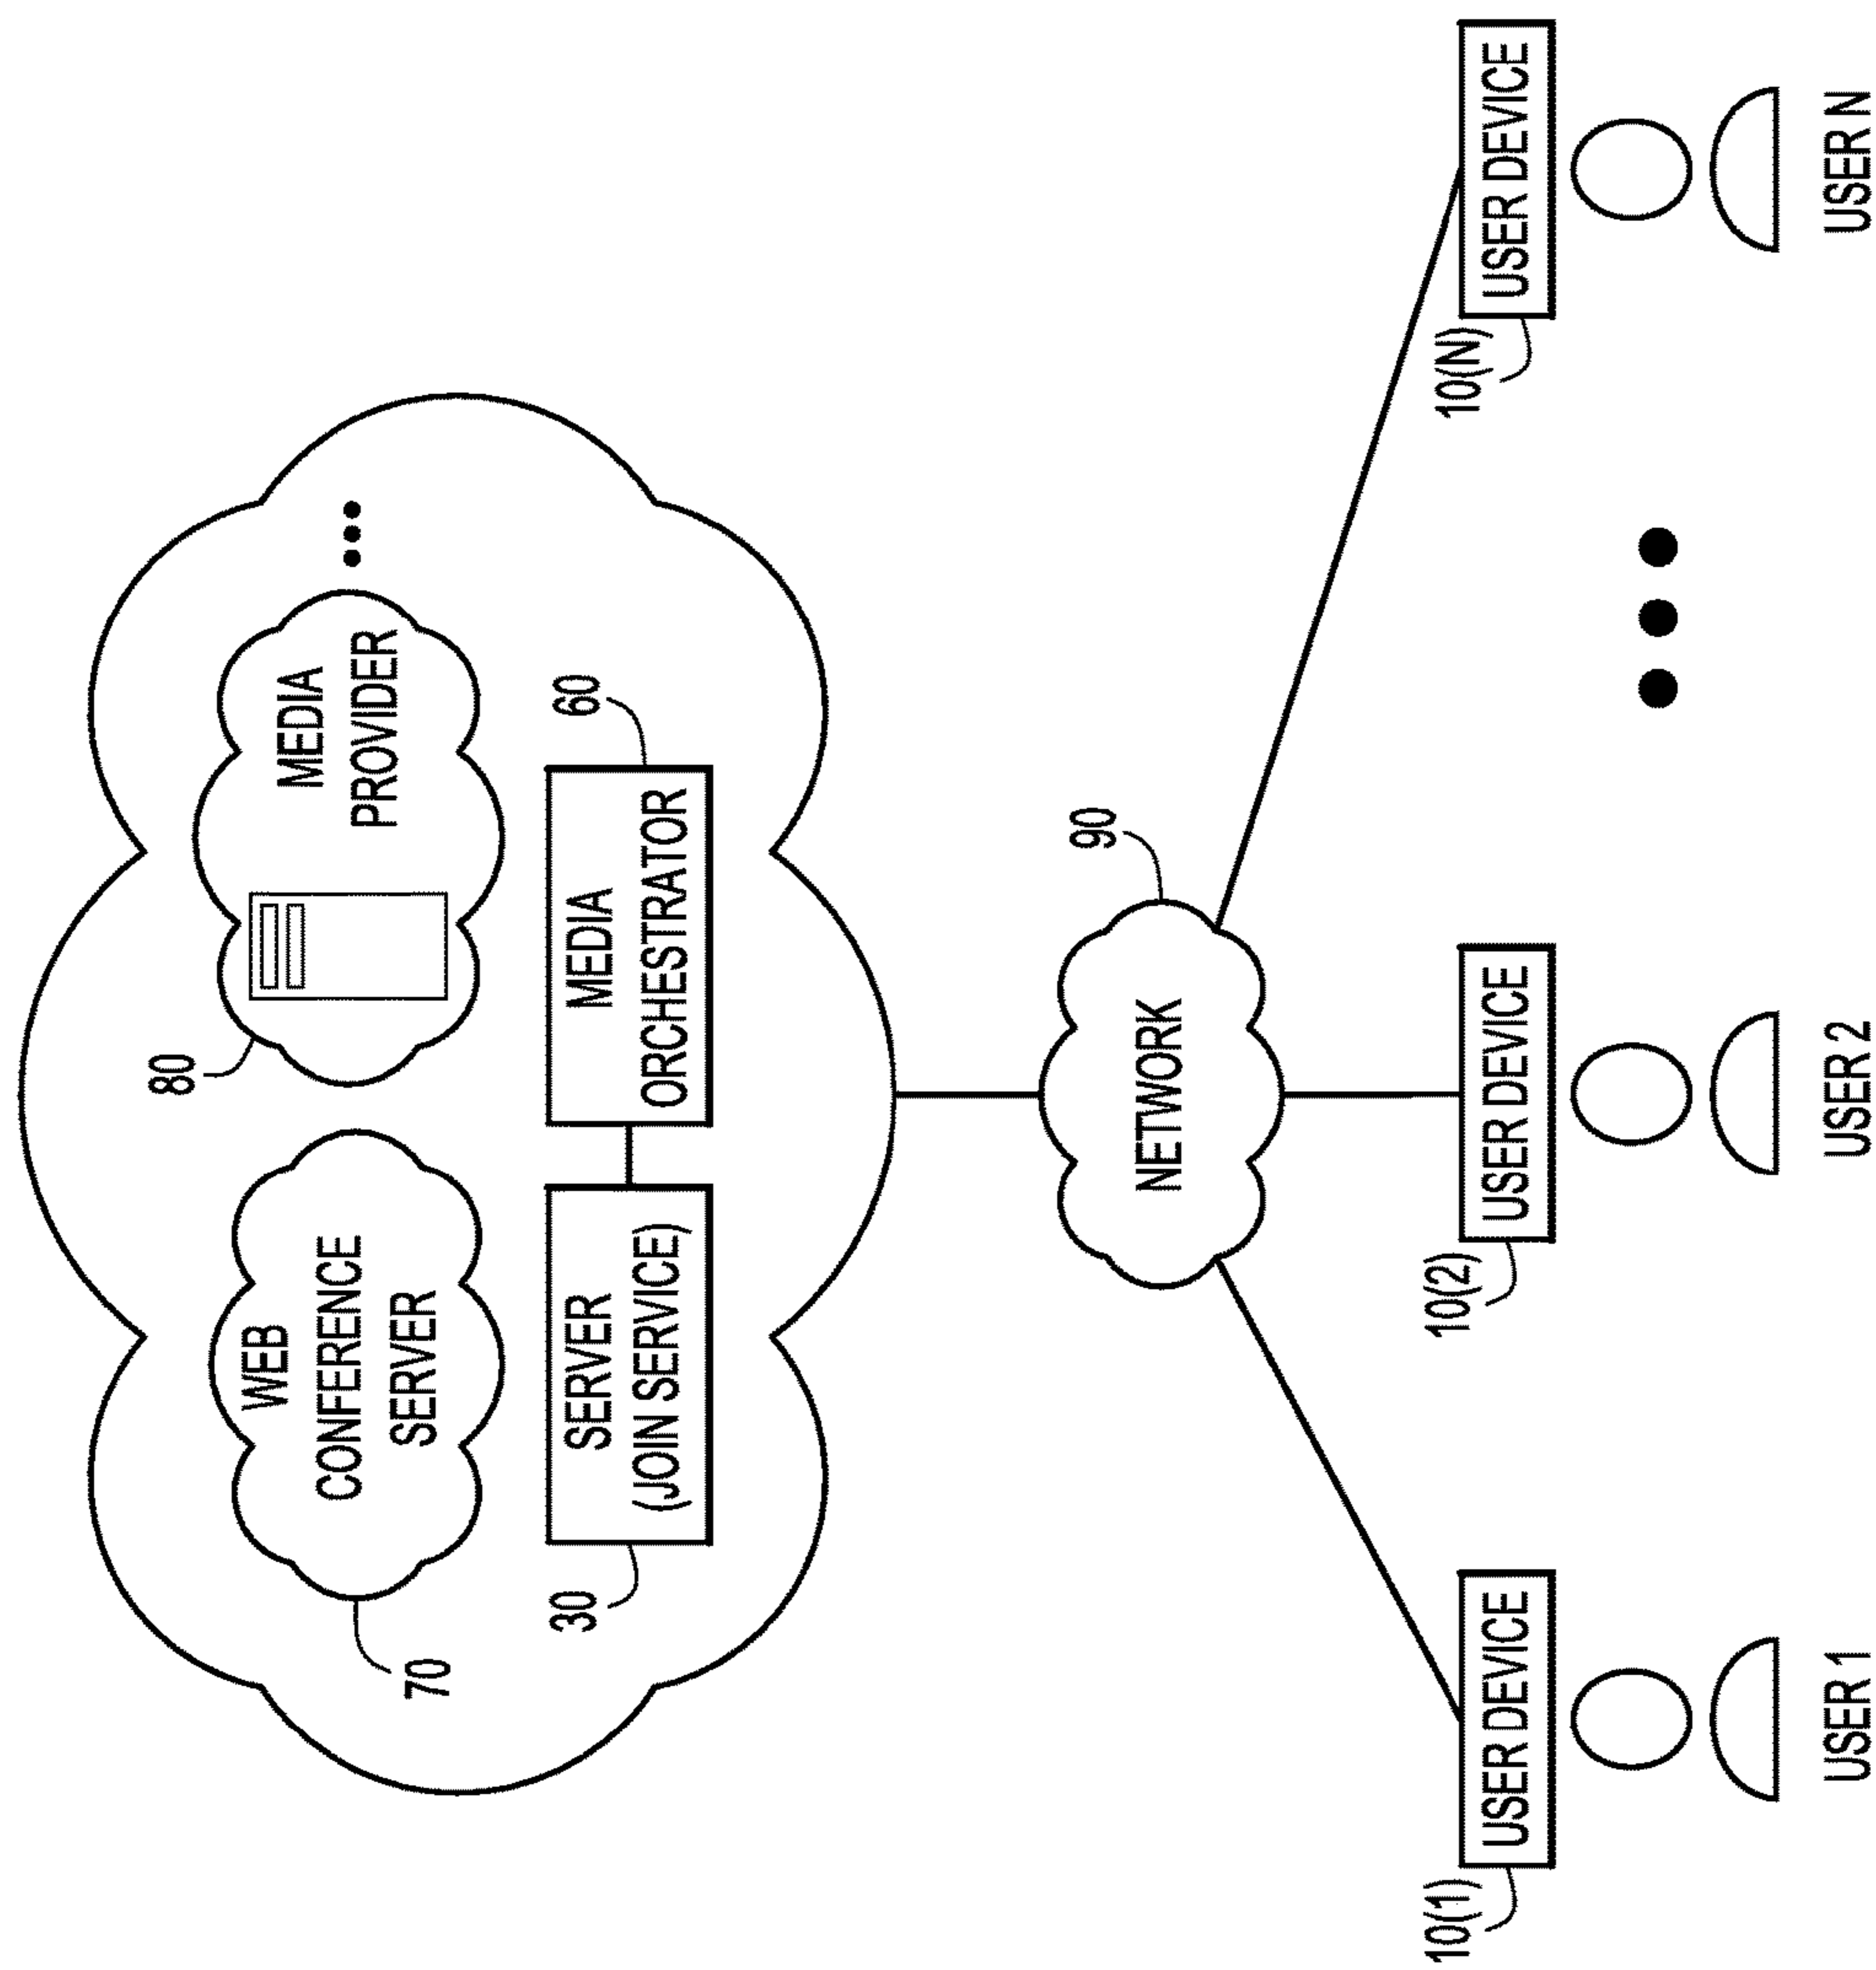 80
WEB
CONFERENCE
SERVER
MEDIA
PROVIDER
70
30
SERVER
(JOIN SERVICE)
MEDIA
ORCHESTRATOR
60
90
NETWORK
10(1)
USER DEVICE
USER 1
10(2)
USER DEVICE
USER 2
10(N)
USER DEVICE
USER N